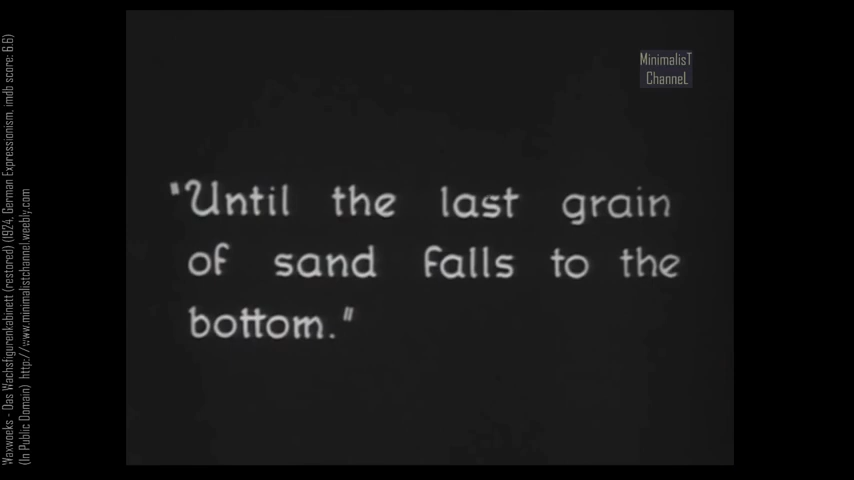 MinimalisT
ChanneL
"Until the last grain
of sand falls to the
bottom."
Waxwoeks - Das Wachsfigurenkabinett (restored) (1924, German Expressionism, imdb score: 6.6)
(In Public Domain) http://www.minimalistchannel.weebly.com